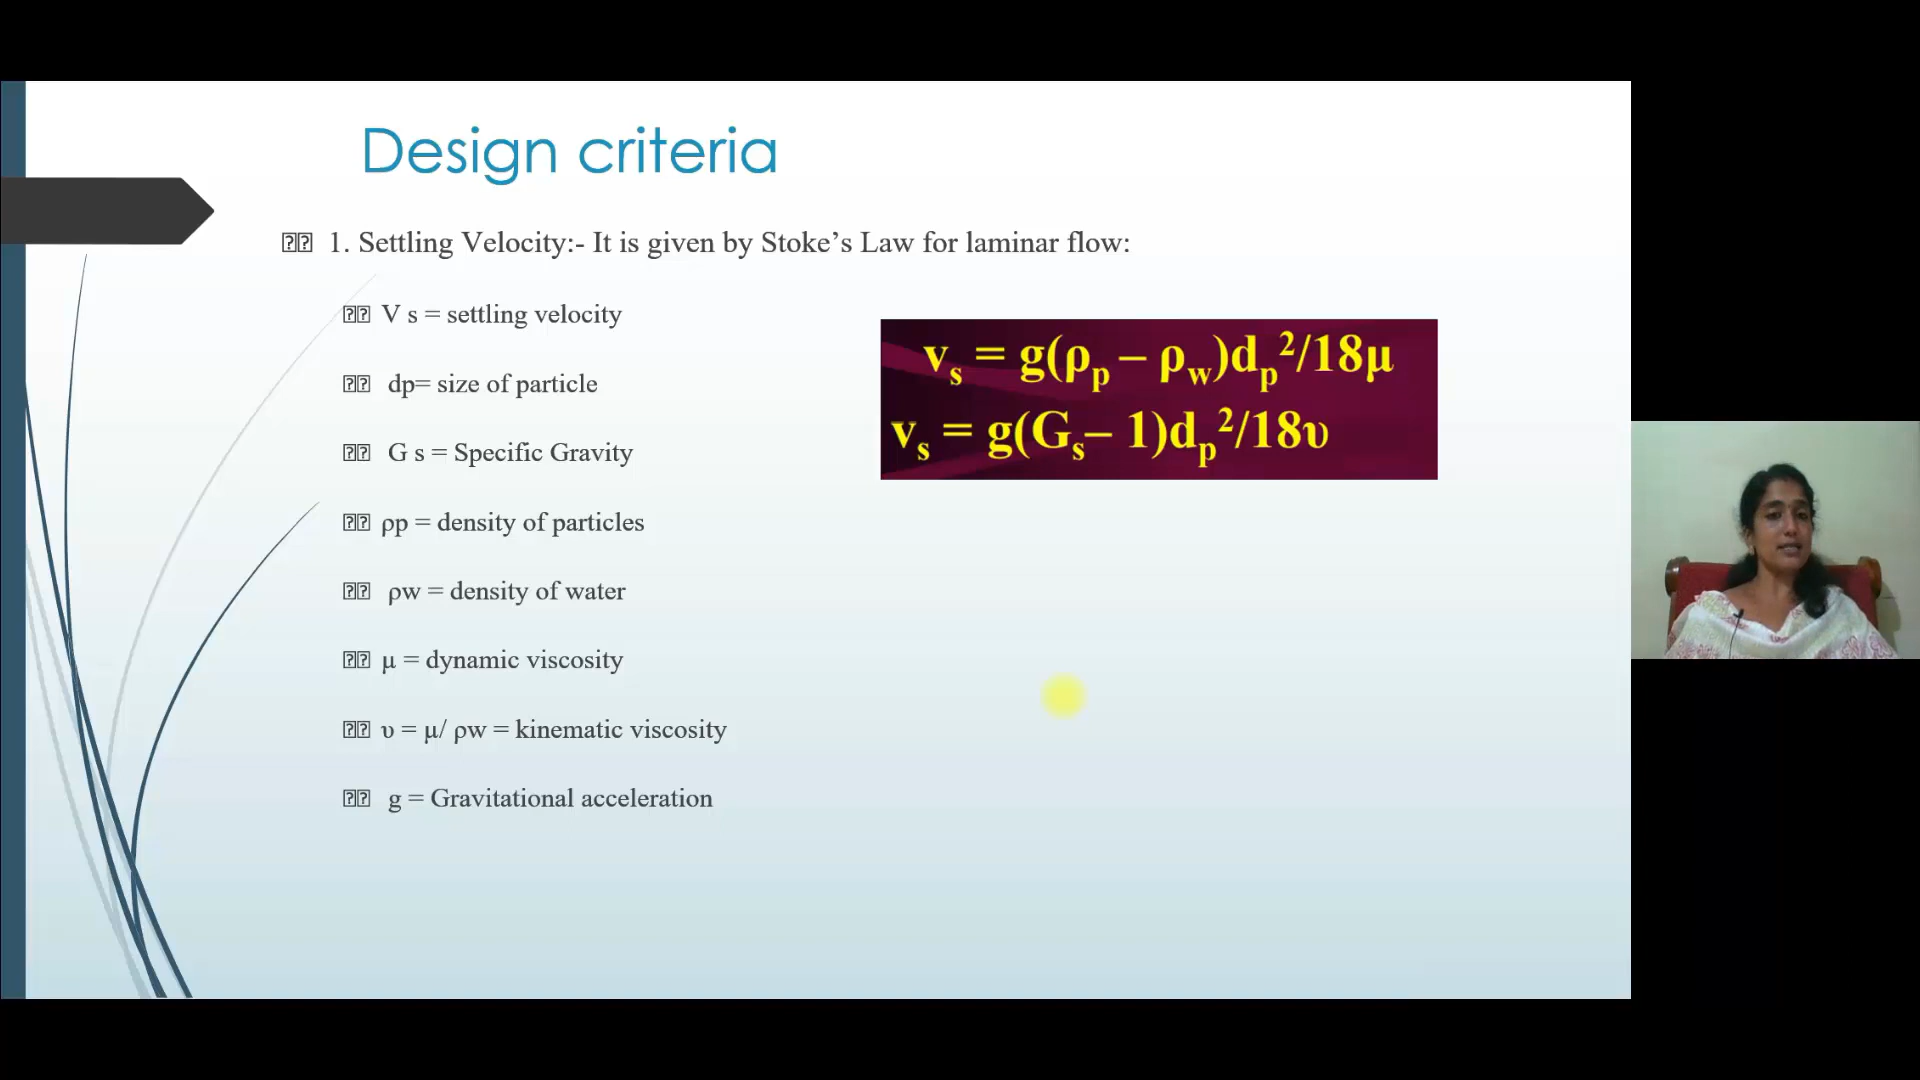 Design criteria
1. Settling Velocity:- It is given by Stoke’s Law for laminar flow:
V s = settling velocity
dp= size of particle
G s = Specific Gravity
ρp = density of particles
ρw = density of water
μ = dynamic viscosity
υ = μ/ ρw = kinematic viscosity
g = Gravitational acceleration
vₛ = g(ρp – ρw)dp²/18μ
vₛ = g(Gₛ– 1)dp²/18υ